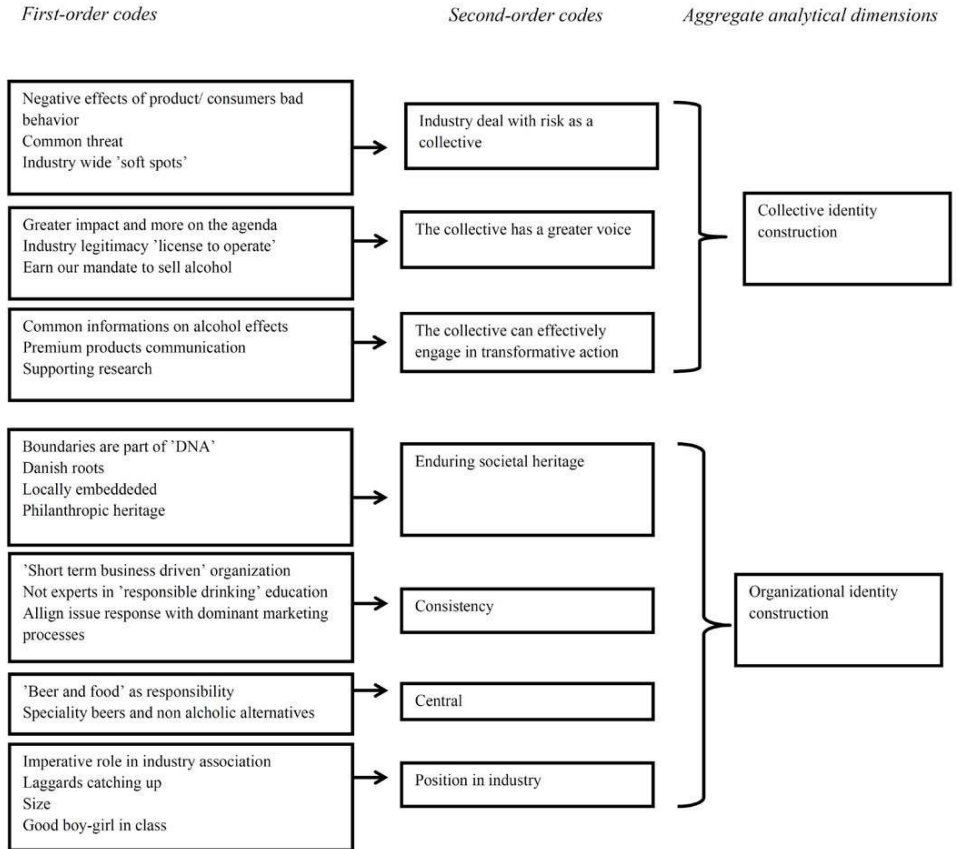 First-order codes
Second-order codes
Aggregate analytical dimensions
Negative effects of product/ consumers bad
behavior
Common threat
Industry wide ’soft spots’
Industry deal with risk as a
collective
Greater impact and more on the agenda
Industry legitimacy ’license to operate’
Earn our mandate to sell alcohol
The collective has a greater voice
Common informations on alcohol effects
Premium products communication
Supporting research
The collective can effectively
engage in transformative action
Collective identity
construction
Boundaries are part of ’DNA’
Danish roots
Locally embeddeded
Philanthropic heritage
Enduring societal heritage
’Short term business driven’ organization
Not experts in ’responsible drinking’ education
Allign issue response with dominant marketing
processes
Consistency
’Beer and food’ as responsibility
Speciality beers and non alcholic alternatives
Central
Imperative role in industry association
Laggards catching up
Size
Good boy-girl in class
Position in industry
Organizational identity
construction